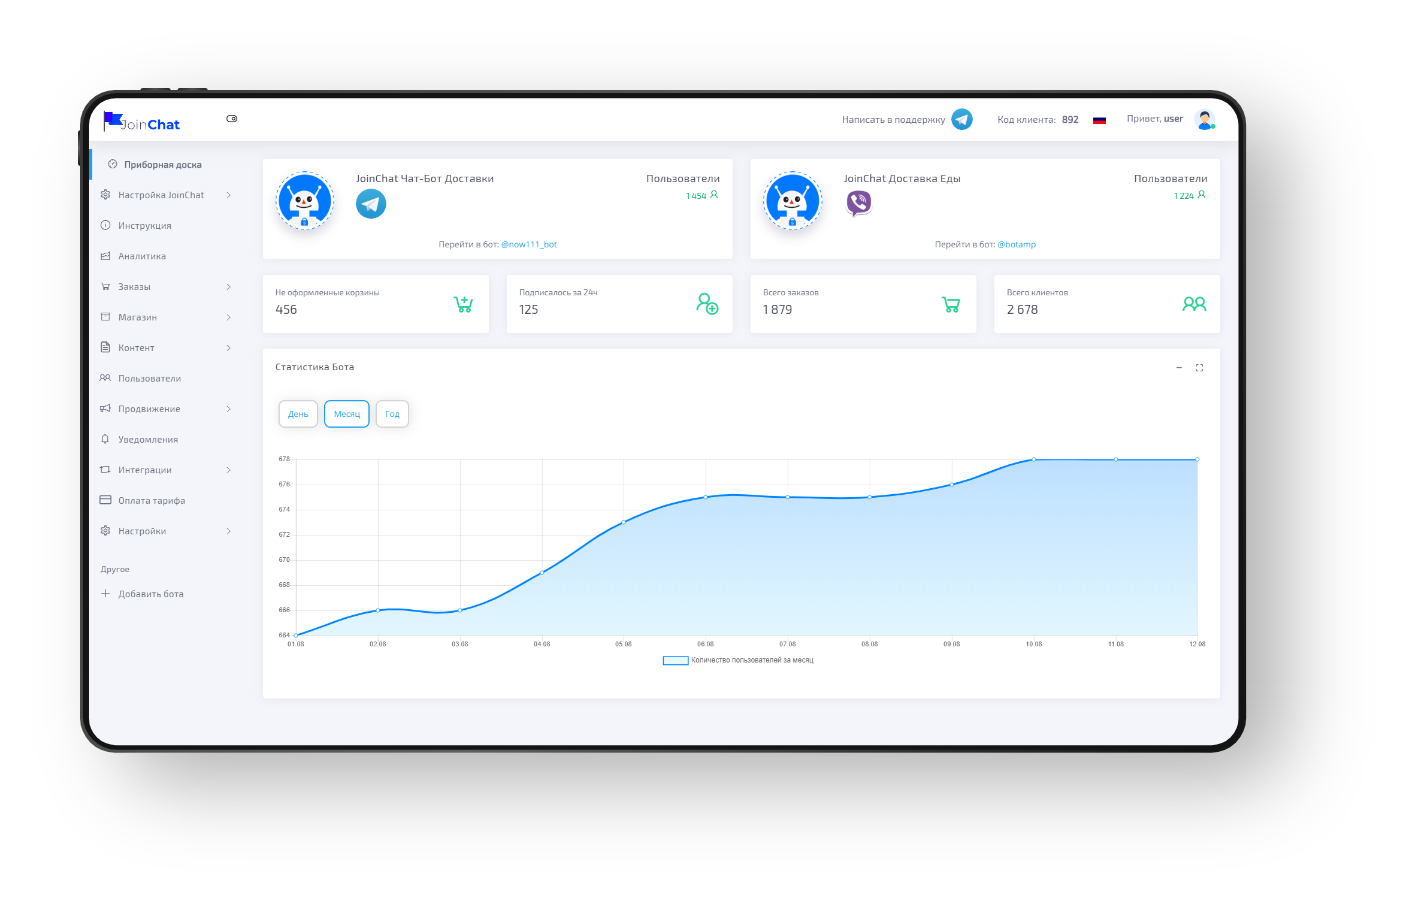 JoinChat
Написать в поддержку
Код клиента: 892
Привет, user
Приборная доска
Настройка JoinChat
Инструкция
Аналитика
Заказы
Магазин
Контент
Пользователи
Продвижение
Уведомления
Интеграции
Оплата тарифа
Настройки
Другое
Добавить бота
JoinChat Чат-Бот Доставки
Пользователи
1 454
Перейти в бот: @now111_bot
JoinChat Доставка Еды
Пользователи
1 224
Перейти в бот: @botamp
Не оформленные корзины
456
Подписалось за 24ч
125
Всего заказов
1 879
Всего клиентов
2 678
Статистика Бота
День
Месяц
Год
678
676
674
672
670
668
666
664
01.08 02.08 03.08 04.08 05.08 06.08 07.08 08.08 09.08 10.08 11.08 12.08
Количество пользователей за месяц